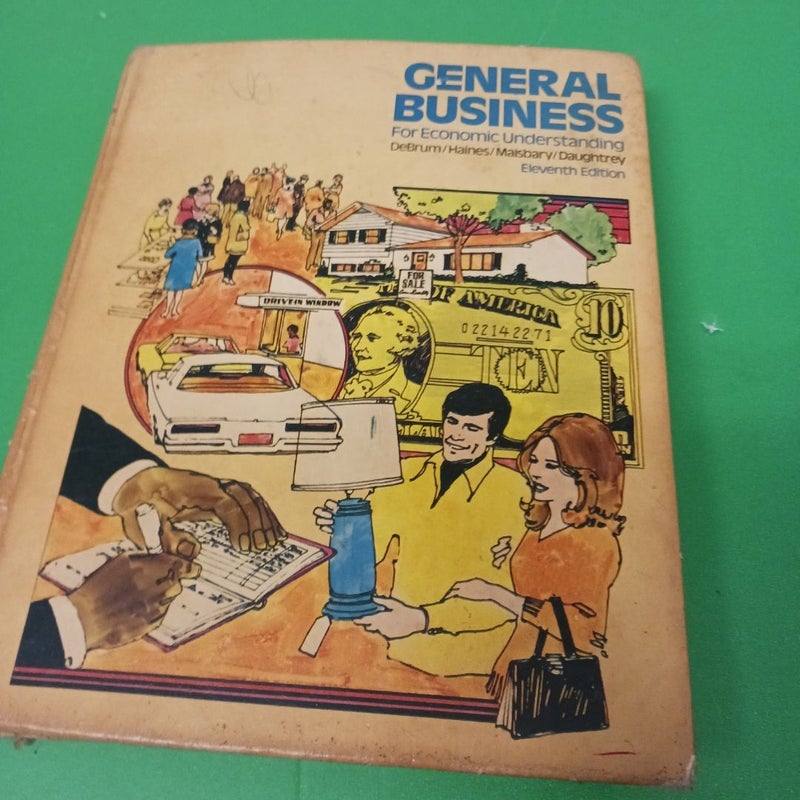 GENERAL
BUSINESS
For Economic Understanding
DeBrum/Haines/Malsbary/Daughtrey
Eleventh Edition
FOR
SALE
DRIVE IN WINDOW
OF AMERICA
10
022142271
TEN